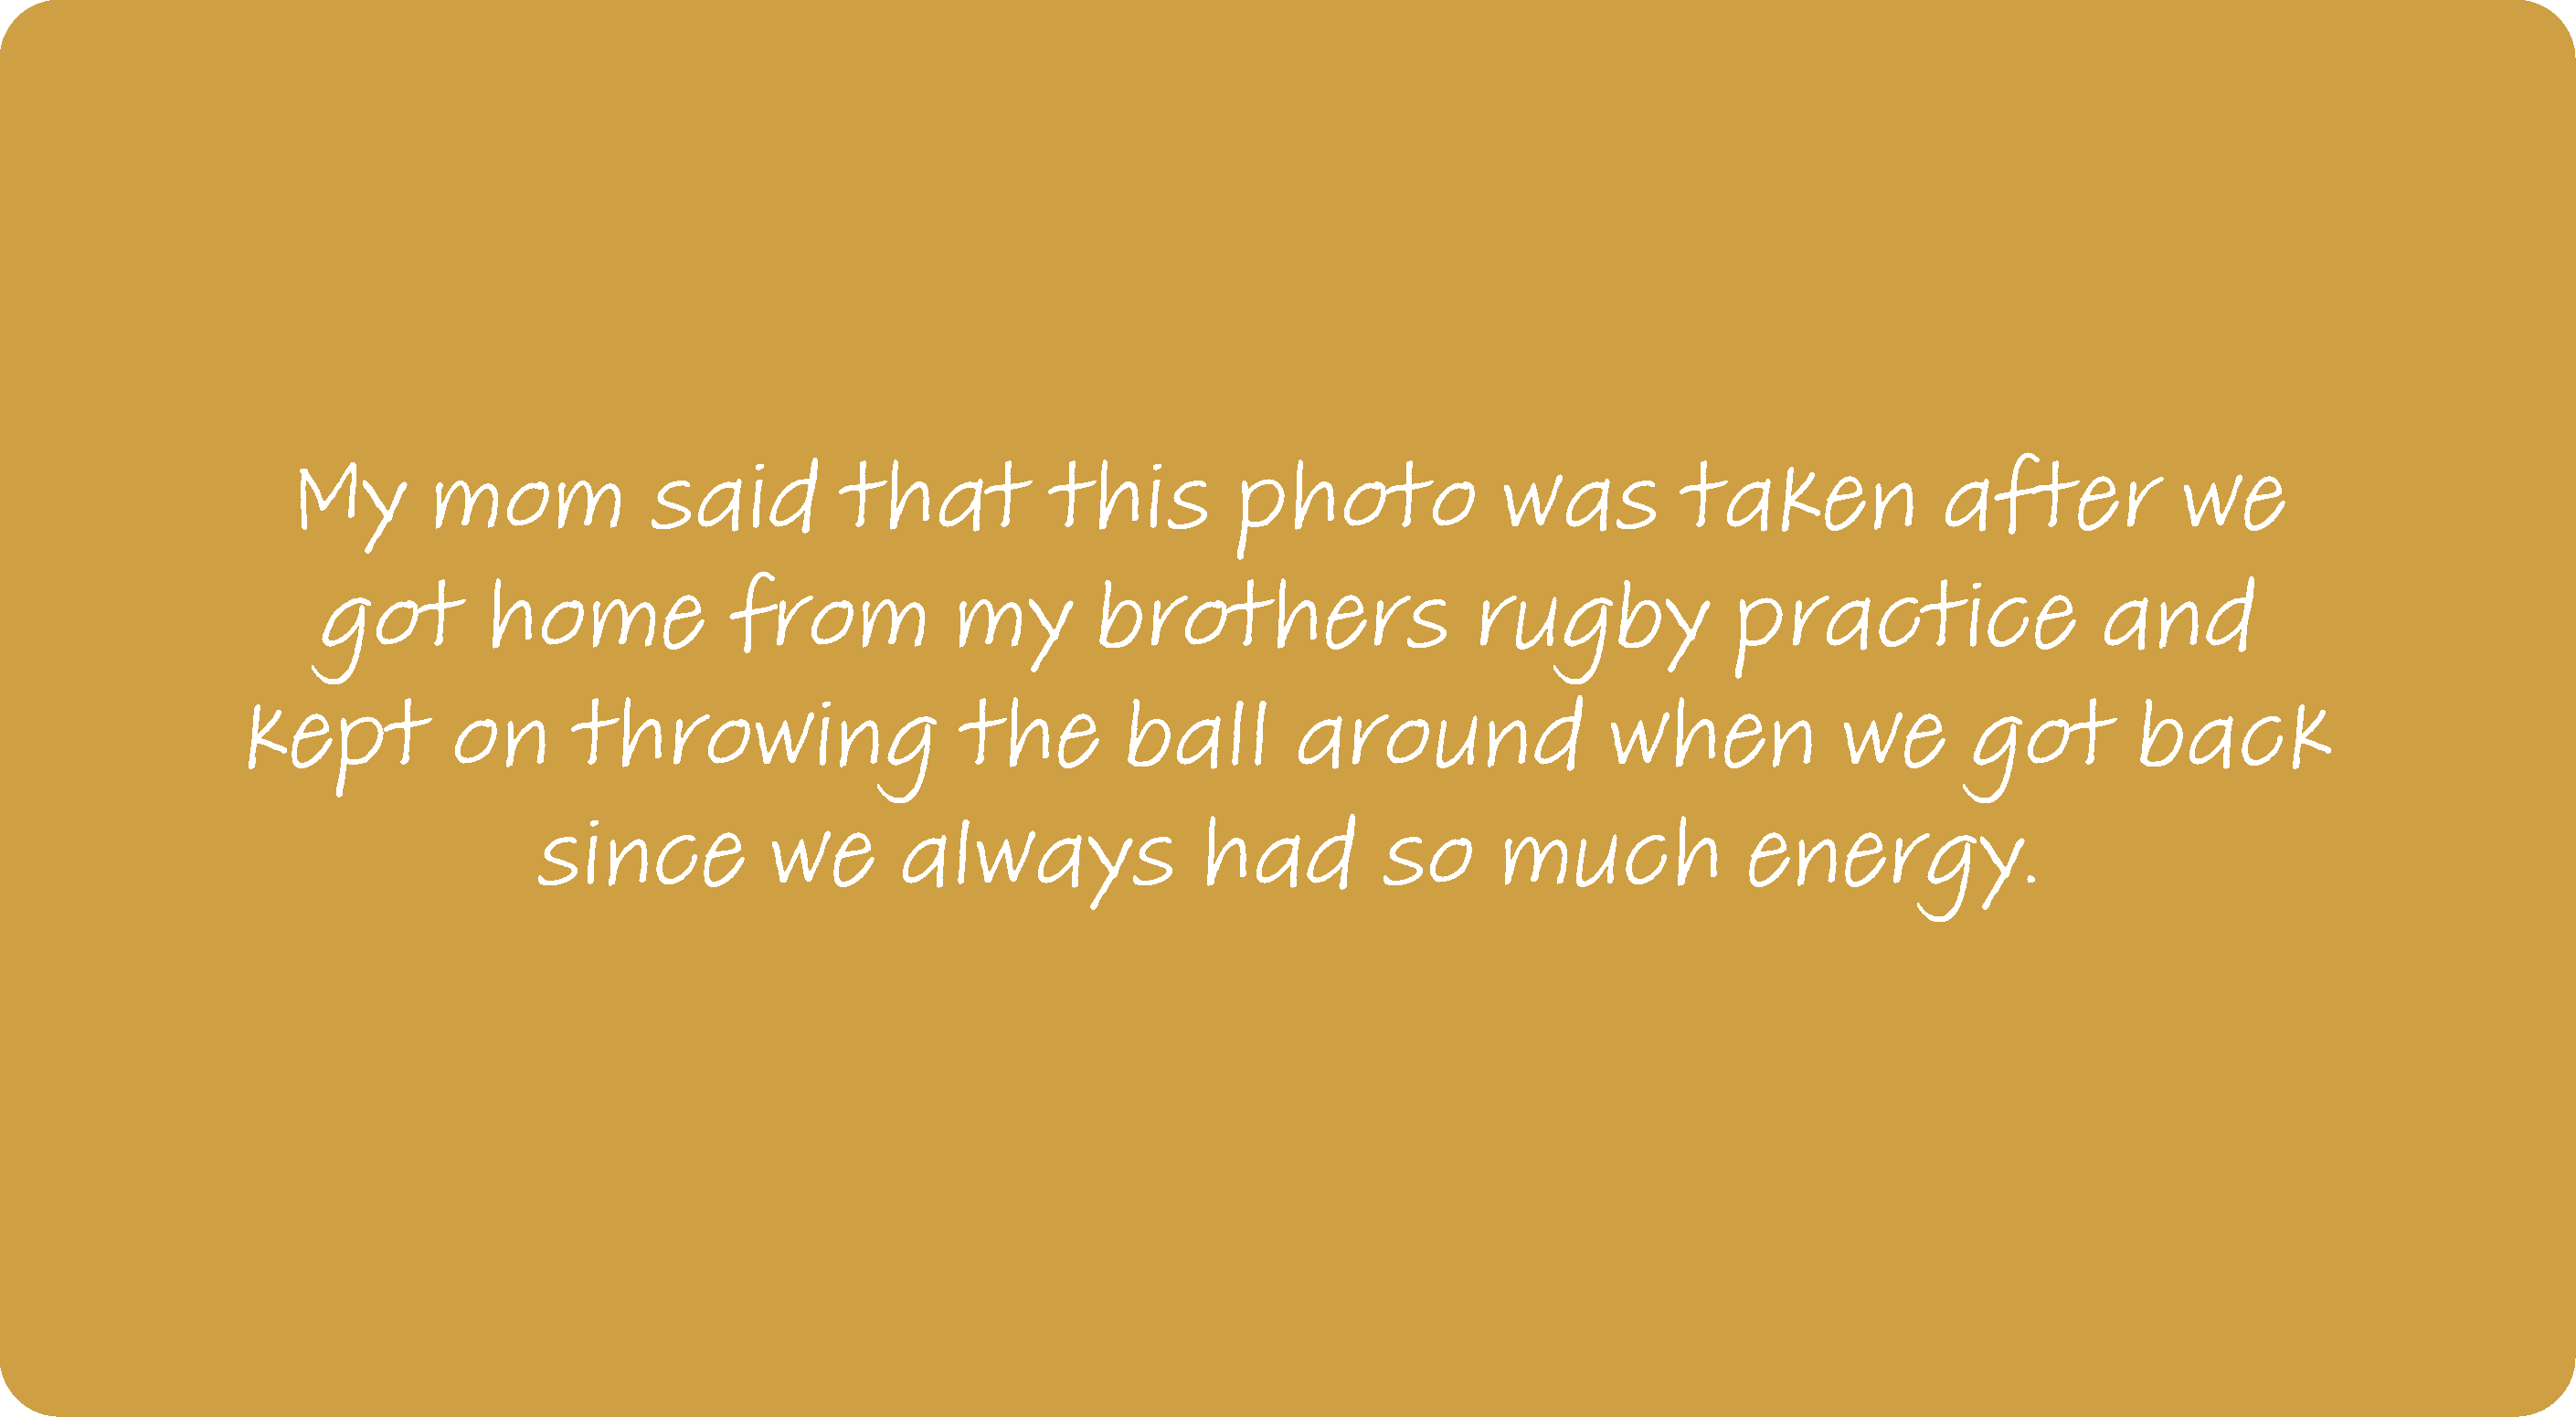 My mom said that this photo was taken after we
got home from my brothers rugby practice and
kept on throwing the ball around when we got back
since we always had so much energy.